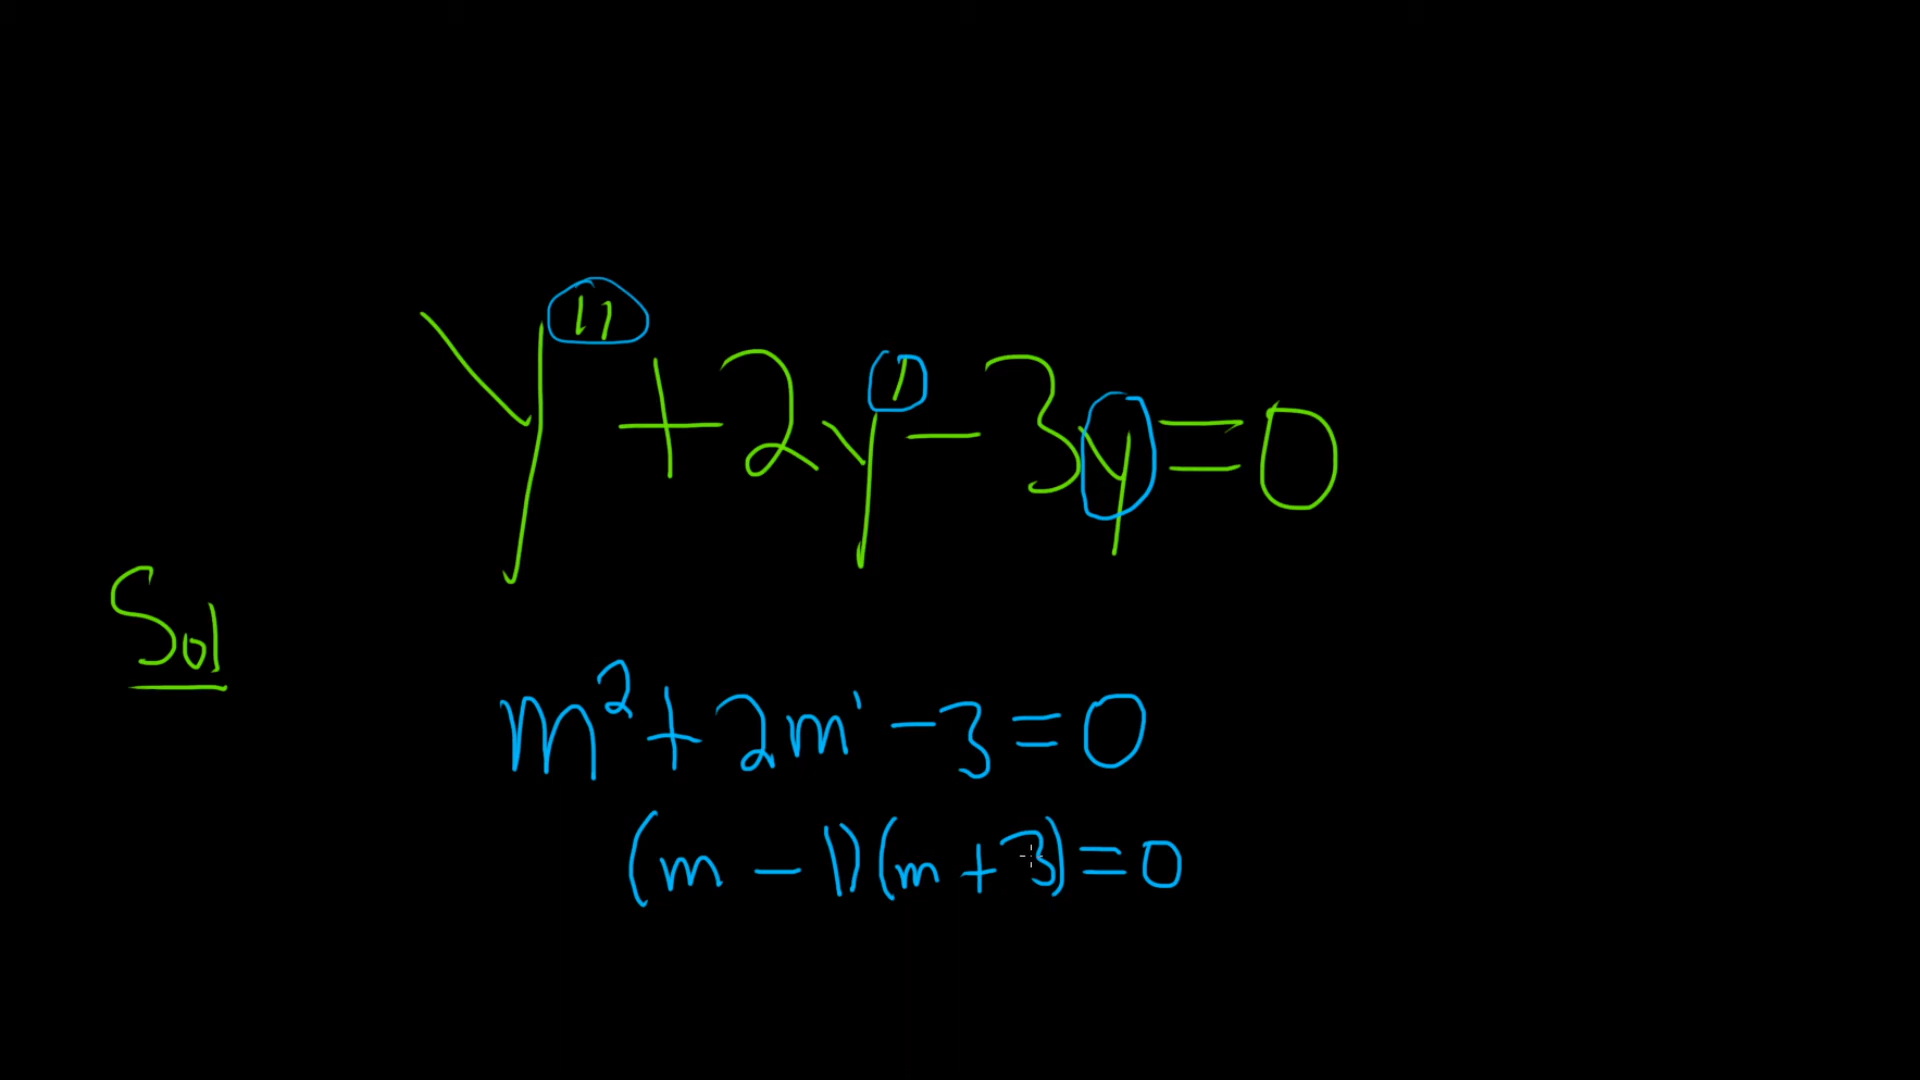 y'' + 2y' - 3y = 0
Sol
m² + 2m' - 3 = 0
(m - 1)(m + 3) = 0